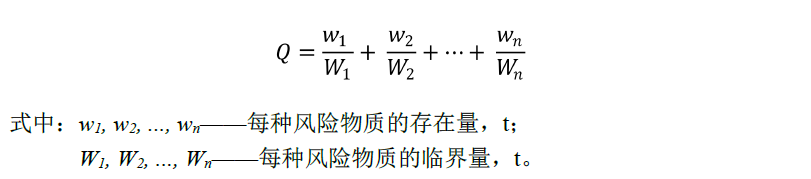 Q = w₁/W₁ + w₂/W₂ + ⋯ + wₙ/Wₙ
式中：w₁, w₂, ..., wₙ——每种风险物质的存在量，t；
W₁, W₂, ..., Wₙ——每种风险物质的临界量，t。